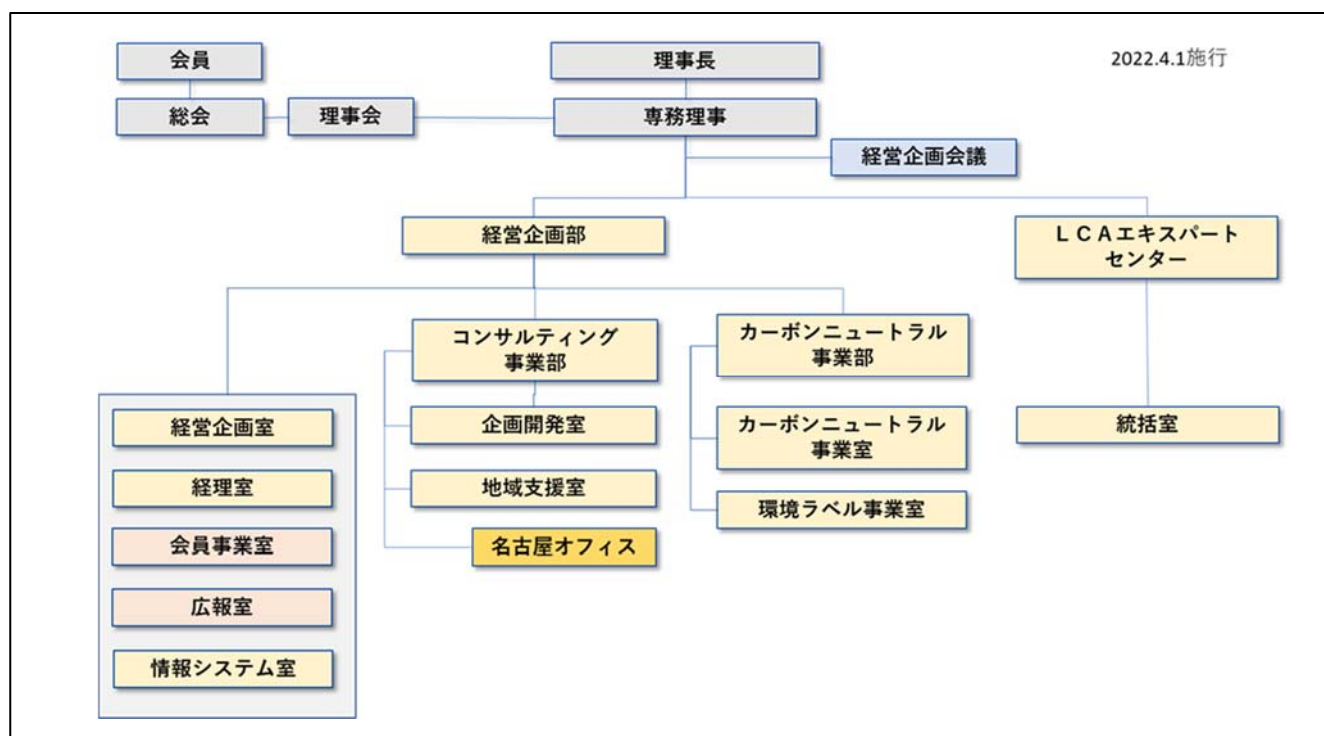 会員
理事長
2022.4.1施行
総会
理事会
専務理事
経営企画会議
経営企画部
ＬＣＡエキスパート
センター
コンサルティング
事業部
カーボンニュートラル
事業部
経営企画室
企画開発室
カーボンニュートラル
事業室
統括室
経理室
地域支援室
環境ラベル事業室
会員事業室
名古屋オフィス
広報室
情報システム室